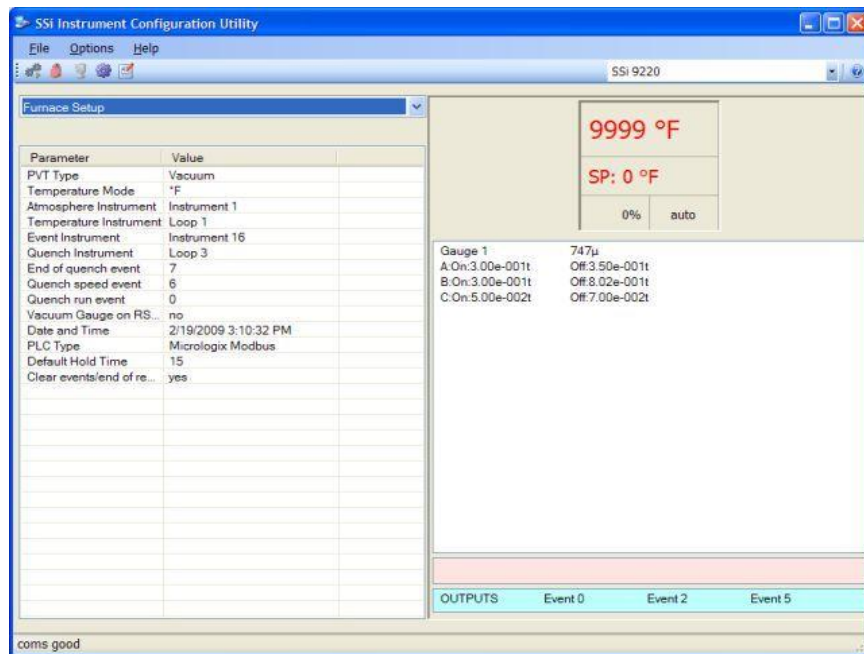 SSi Instrument Configuration Utility
File Options Help
SSi 9220
Furnace Setup
Parameter Value
PVT Type Vacuum
Temperature Mode °F
Atmosphere Instrument Instrument 1
Temperature Instrument Loop 1
Event Instrument Instrument 16
Quench Instrument Loop 3
End of quench event 7
Quench speed event 6
Quench run event 0
Vacuum Gauge on RS... no
Date and Time 2/19/2009 3:10:32 PM
PLC Type Micrologix Modbus
Default Hold Time 15
Clear events/end of re... yes
9999 °F
SP: 0 °F
0% auto
Gauge 1 747µ
A:On:3.00e-001t Off:3.50e-001t
B:On:3.00e-001t Off:8.02e-001t
C:On:5.00e-002t Off:7.00e-002t
OUTPUTS Event 0 Event 2 Event 5
coms good